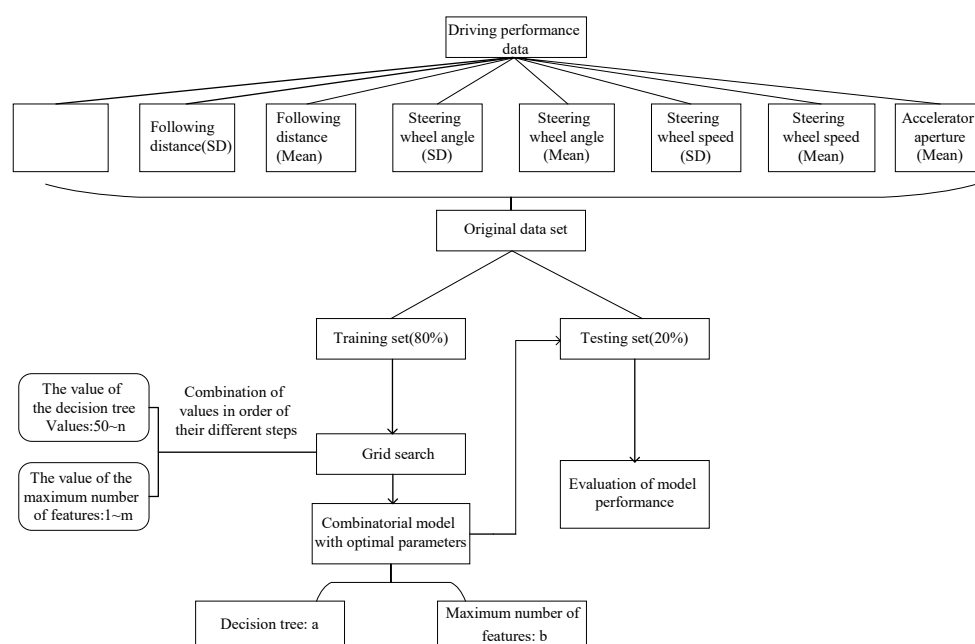 Driving performance
data
Following
distance(SD)
Following
distance
(Mean)
Steering
wheel angle
(SD)
Steering
wheel angle
(Mean)
Steering
wheel speed
(SD)
Steering
wheel speed
(Mean)
Accelerator
aperture
(Mean)
Original data set
Training set(80%)
Testing set(20%)
The value of
the decision tree
Values:50~n
Combination of
values in order of
their different steps
Grid search
The value of the
maximum number
of features:1~m
Evaluation of model
performance
Combinatorial model
with optimal parameters
Decision tree: a
Maximum number of
features: b